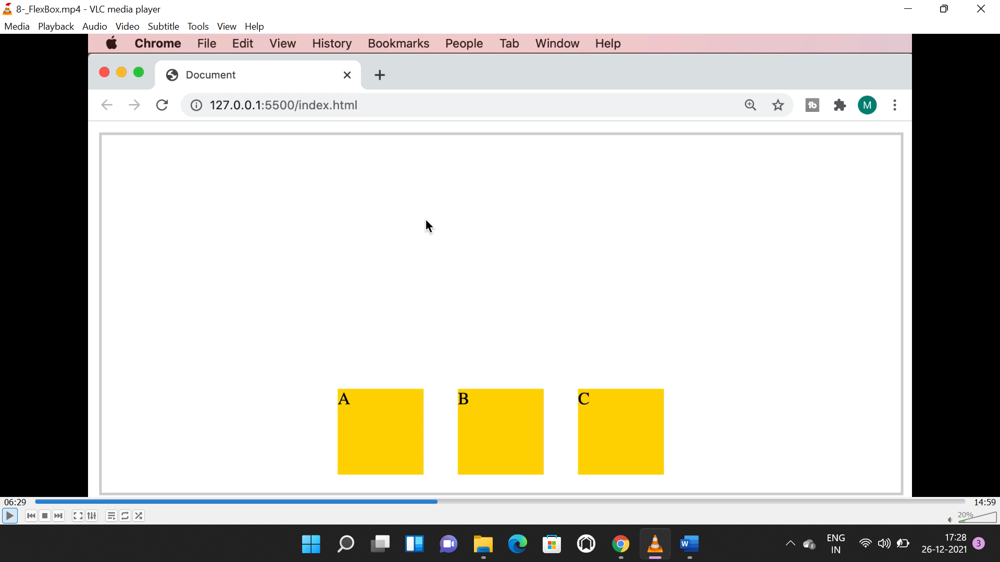 8-_FlexBox.mp4 - VLC media player
Media Playback Audio Video Subtitle Tools View Help
Chrome File Edit View History Bookmarks People Tab Window Help
Document
127.0.0.1:5500/index.html
M
A B C
06:29
14:59
20%
ENG
IN
17:28
26-12-2021
3